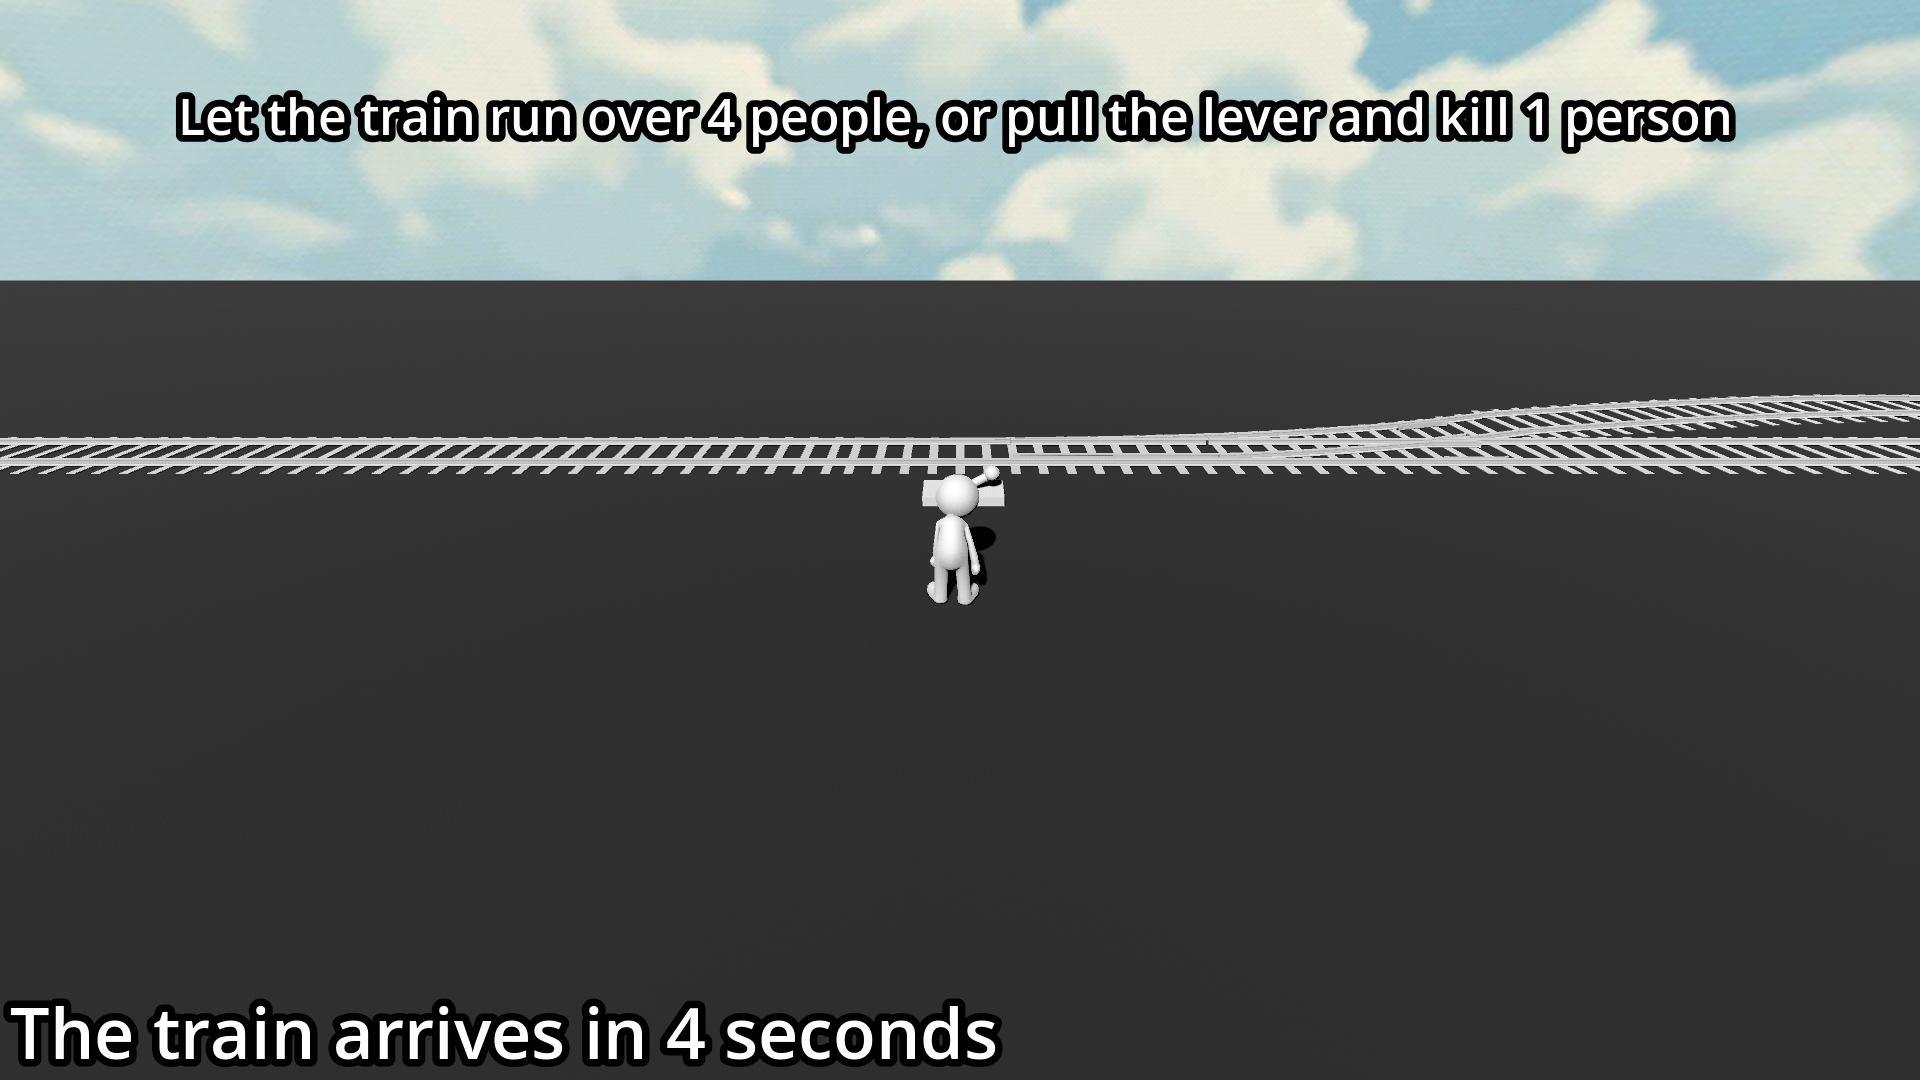 Let the train run over 4 people, or pull the lever and kill 1 person
The train arrives in 4 seconds